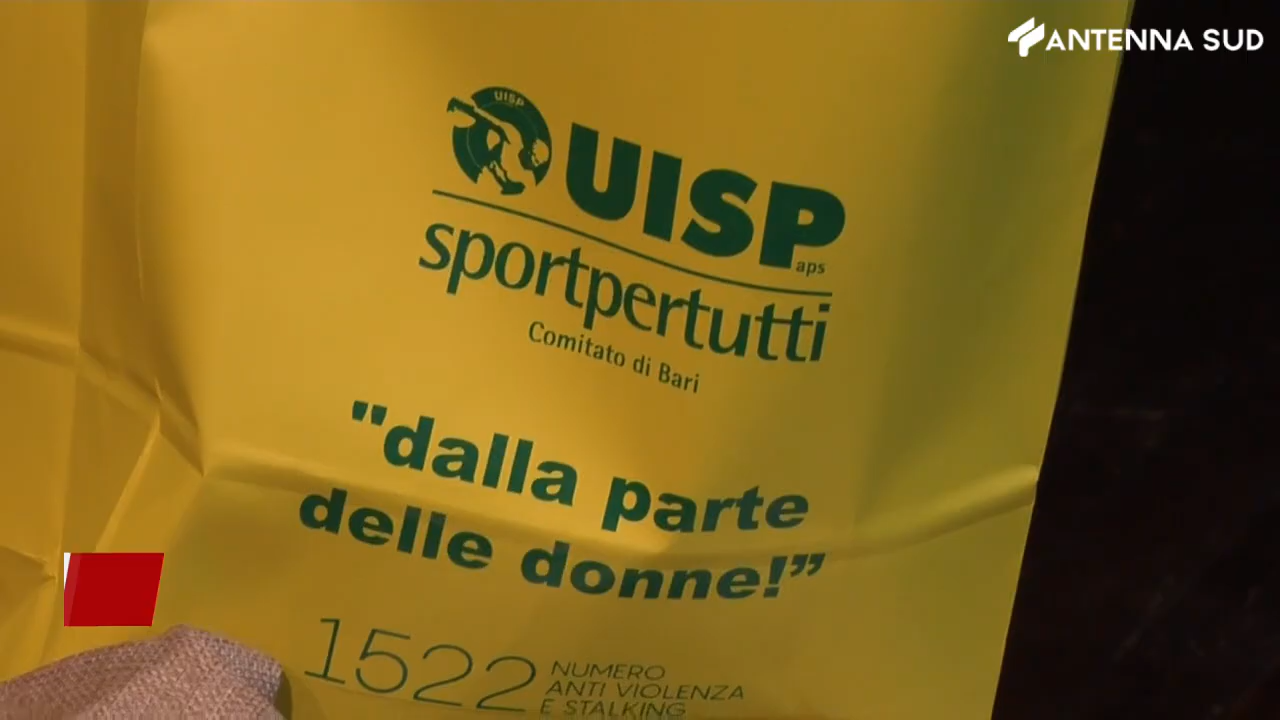 ANTENNA SUD
UISP
UISP
aps
sportpertutti
Comitato di Bari
"dalla parte
delle donne!”
1522
NUMERO
ANTI VIOLENZA
E STALKING